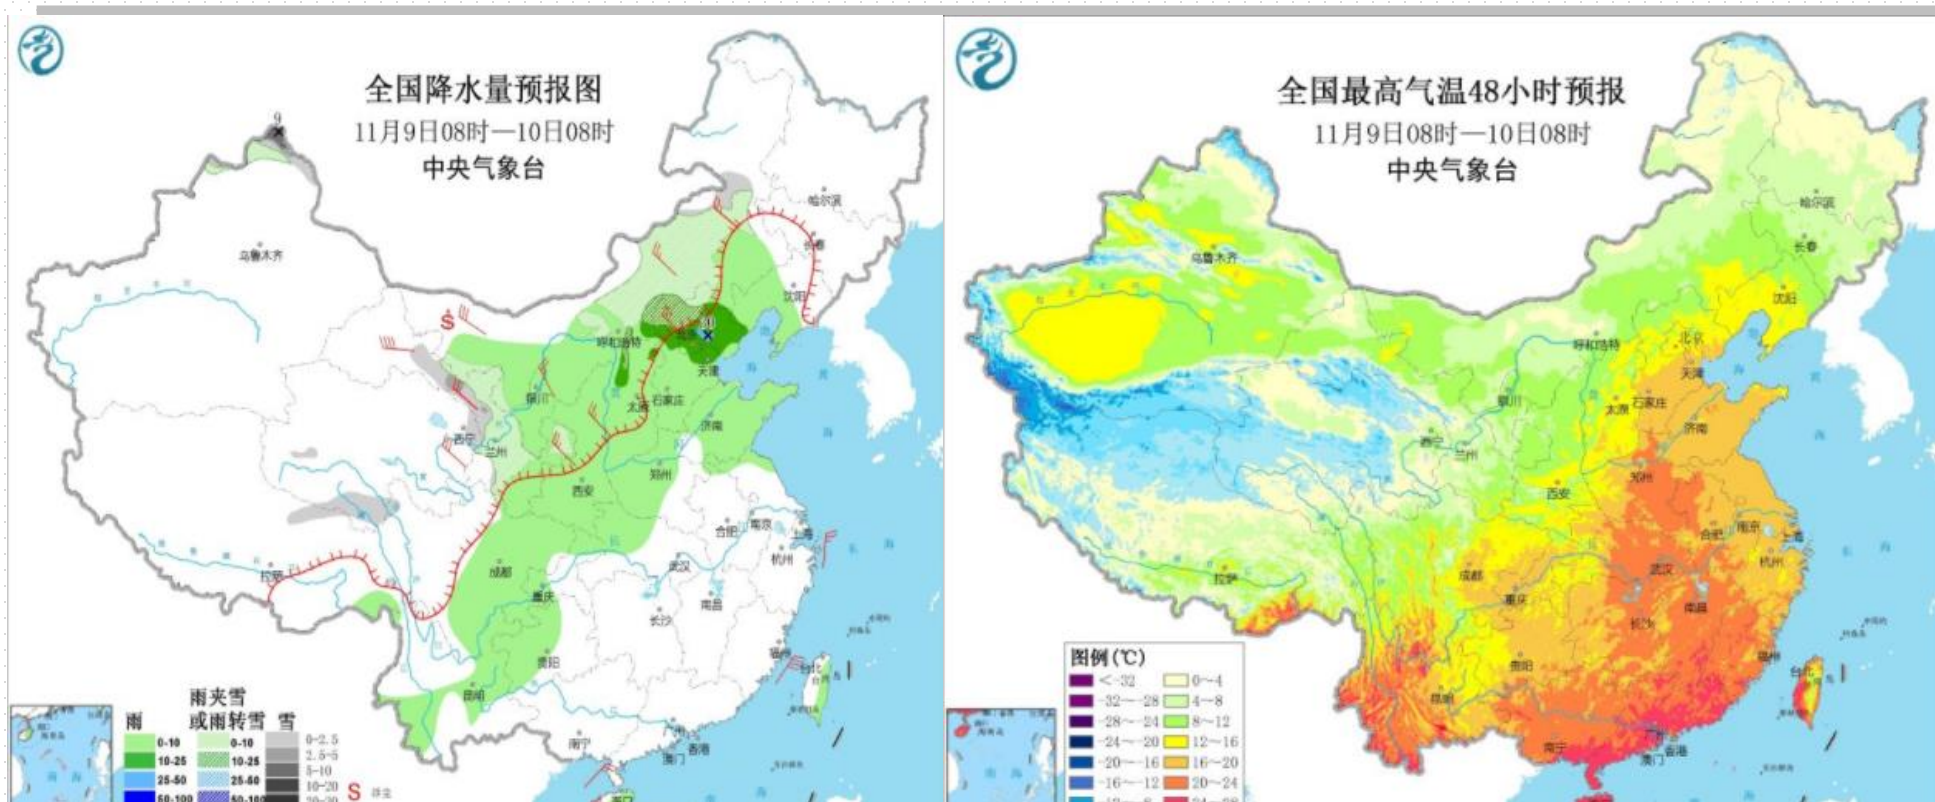 全国降水量预报图
11月9日08时—10日08时
中央气象台
9
乌鲁木齐
哈尔滨
长春
沈阳
S
呼和浩特
天津
银川
太原
石家庄
济南
西宁
兰州
郑州
西安
合肥
南京
上海
杭州
拉萨
成都
重庆
武汉
南昌
长沙
贵阳
福州
台北
昆明
广州
香港
澳门
南宁
海口
雨
雨夹雪
或雨转雪
雪
0-10
0-10
0-2.5
10-25
10-25
2.5-5
25-50
25-50
5-10
50-100
50-100
10-20
20-30
S 浮尘
全国最高气温48小时预报
11月9日08时—10日08时
中央气象台
乌鲁木齐
哈尔滨
长春
沈阳
呼和浩特
北京
天津
银川
太原
石家庄
济南
西宁
兰州
郑州
西安
合肥
南京
上海
杭州
拉萨
成都
重庆
武汉
南昌
长沙
贵阳
福州
台北
昆明
广州
香港
澳门
南宁
图例(℃)
<-32
0～4
-32～-28
4～8
-28～-24
8～12
-24～-20
12～16
-20～-16
16～20
-16～-12
20～24
24～28